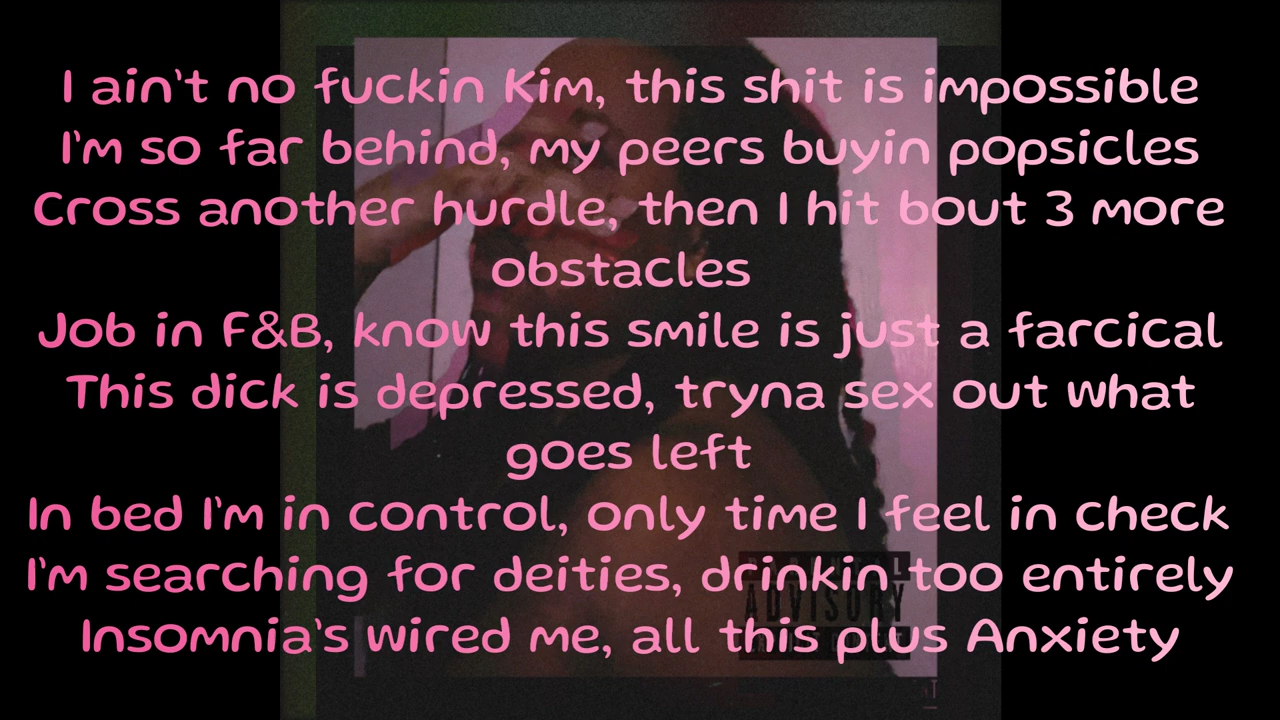 I ain't no fuckin Kim, this shit is impossible
I'm so far behind, my peers buyin popsicles
Cross another hurdle, then I hit bout 3 more
obstacles
Job in F&B, know this smile is just a farcical
This dick is depressed, tryna sex out what
goes left
In bed I'm in control, only time I feel in check
I'm searching for deities, drinkin too entirely
Insomnia's wired me, all this plus Anxiety
ADVISORY